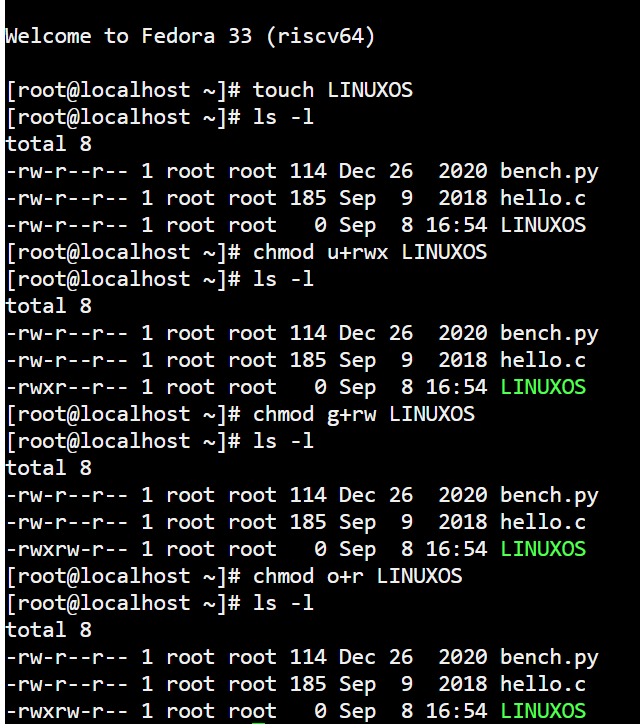 Welcome to Fedora 33 (riscv64)
[root@localhost ~]# touch LINUXOS
[root@localhost ~]# ls -l
total 8
-rw-r--r-- 1 root root 114 Dec 26  2020 bench.py
-rw-r--r-- 1 root root 185 Sep  9  2018 hello.c
-rw-r--r-- 1 root root   0 Sep  8 16:54 LINUXOS
[root@localhost ~]# chmod u+rwx LINUXOS
[root@localhost ~]# ls -l
total 8
-rw-r--r-- 1 root root 114 Dec 26  2020 bench.py
-rw-r--r-- 1 root root 185 Sep  9  2018 hello.c
-rwxr--r-- 1 root root   0 Sep  8 16:54 LINUXOS
[root@localhost ~]# chmod g+rw LINUXOS
[root@localhost ~]# ls -l
total 8
-rw-r--r-- 1 root root 114 Dec 26  2020 bench.py
-rw-r--r-- 1 root root 185 Sep  9  2018 hello.c
-rwxrw-r-- 1 root root   0 Sep  8 16:54 LINUXOS
[root@localhost ~]# chmod o+r LINUXOS
[root@localhost ~]# ls -l
total 8
-rw-r--r-- 1 root root 114 Dec 26  2020 bench.py
-rw-r--r-- 1 root root 185 Sep  9  2018 hello.c
-rwxrw-r-- 1 root root   0 Sep  8 16:54 LINUXOS